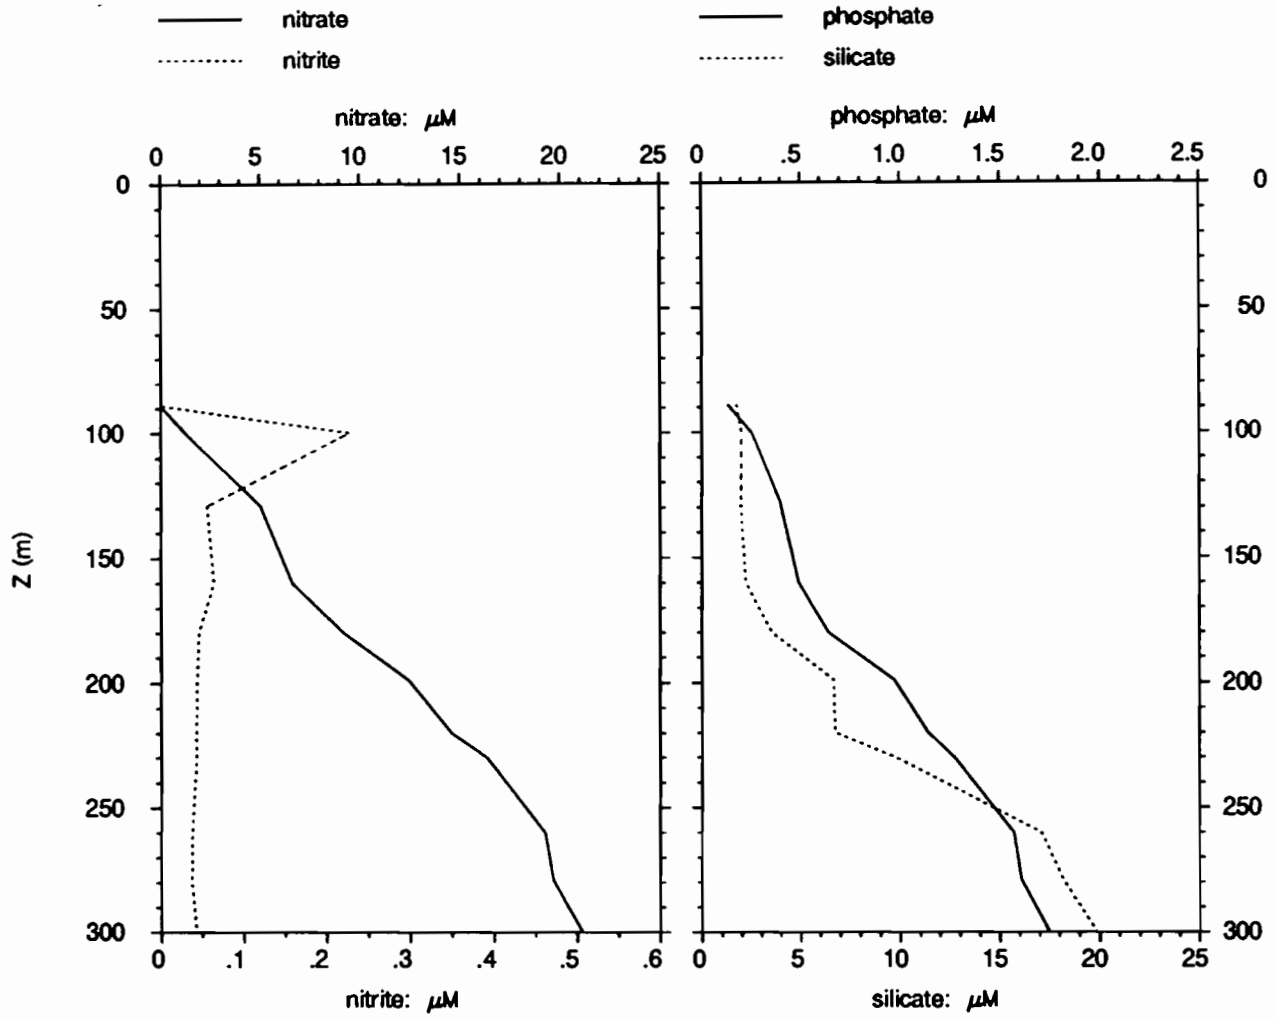 nitrate
nitrite
phosphate
silicate
nitrate: μM
phosphate: μM
0 5 10 15 20 25
0 .5 1.0 1.5 2.0 2.5
0
50
100
150
200
250
300
Z (m)
0
50
100
150
200
250
300
0 .1 .2 .3 .4 .5 .6
0 5 10 15 20 25
nitrite: μM
silicate: μM